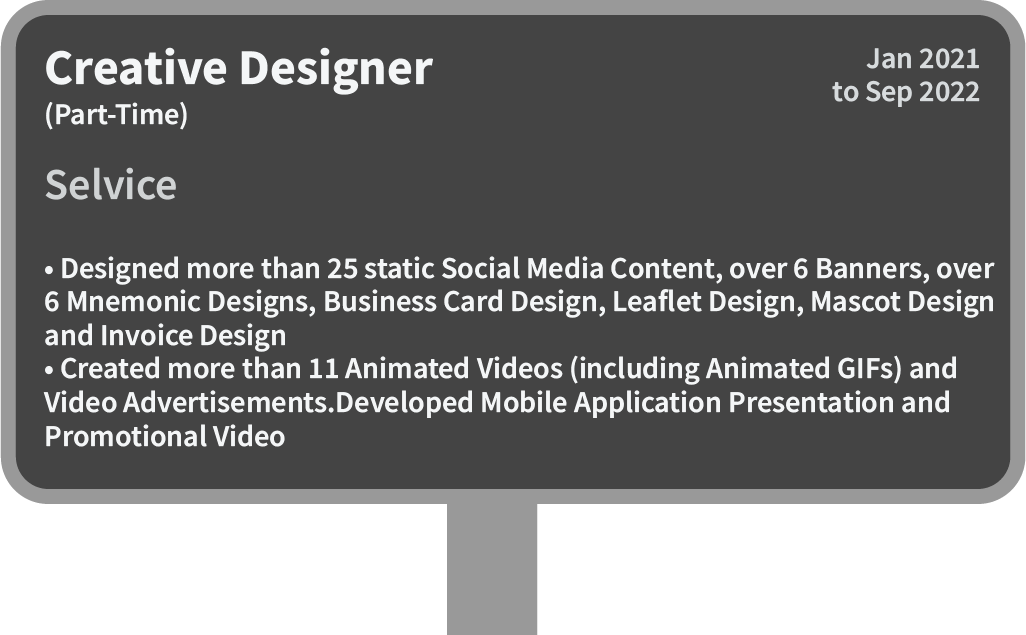 Creative Designer
(Part-Time)
Jan 2021
to Sep 2022
Selvice
• Designed more than 25 static Social Media Content, over 6 Banners, over
6 Mnemonic Designs, Business Card Design, Leaflet Design, Mascot Design
and Invoice Design
• Created more than 11 Animated Videos (including Animated GIFs) and
Video Advertisements.Developed Mobile Application Presentation and
Promotional Video